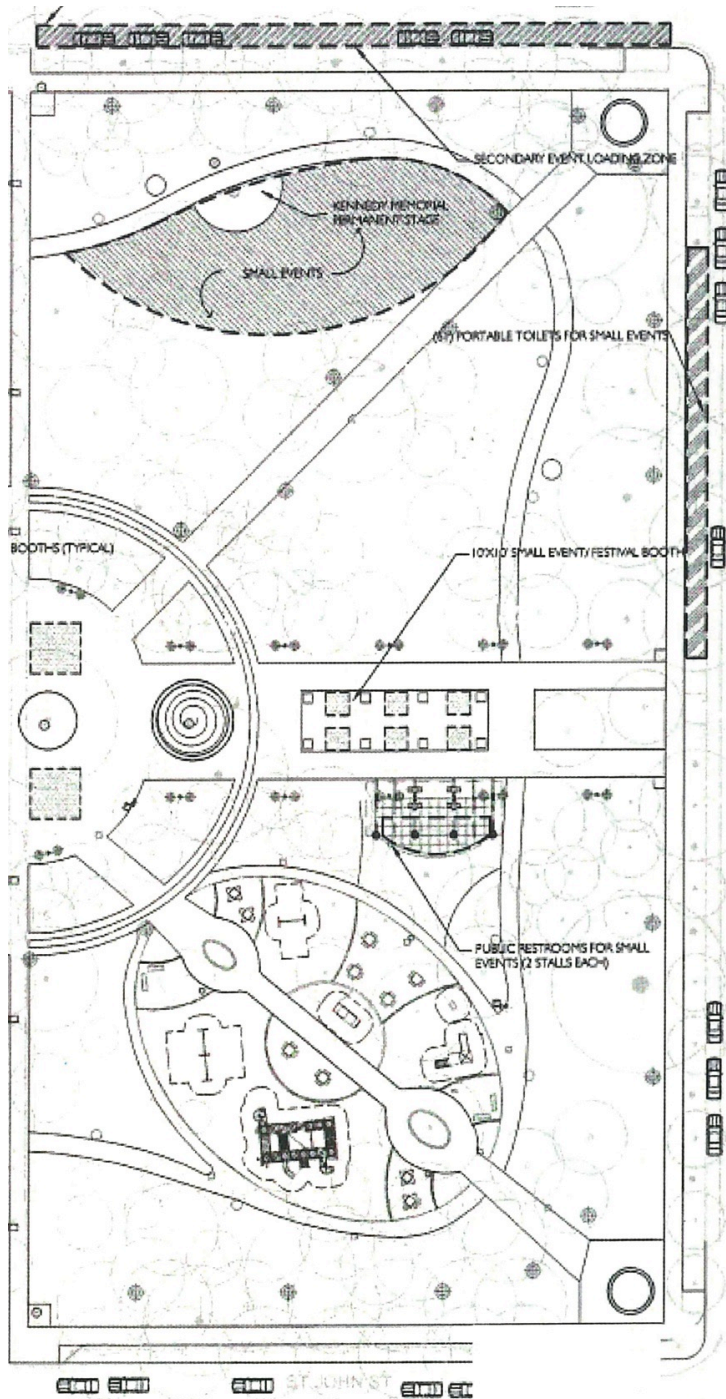 SECONDARY EVENT LOADING ZONE
KENNEDY MEMORIAL
PERMANENT STAGE
SMALL EVENTS
PORTABLE TOILETS FOR SMALL EVENTS
BOOTHS (TYPICAL)
10'X10' SMALL EVENT/ FESTIVAL BOOTH
PUBLIC RESTROOMS FOR SMALL
EVENTS (2 STALLS EACH)
ST. JOHN ST